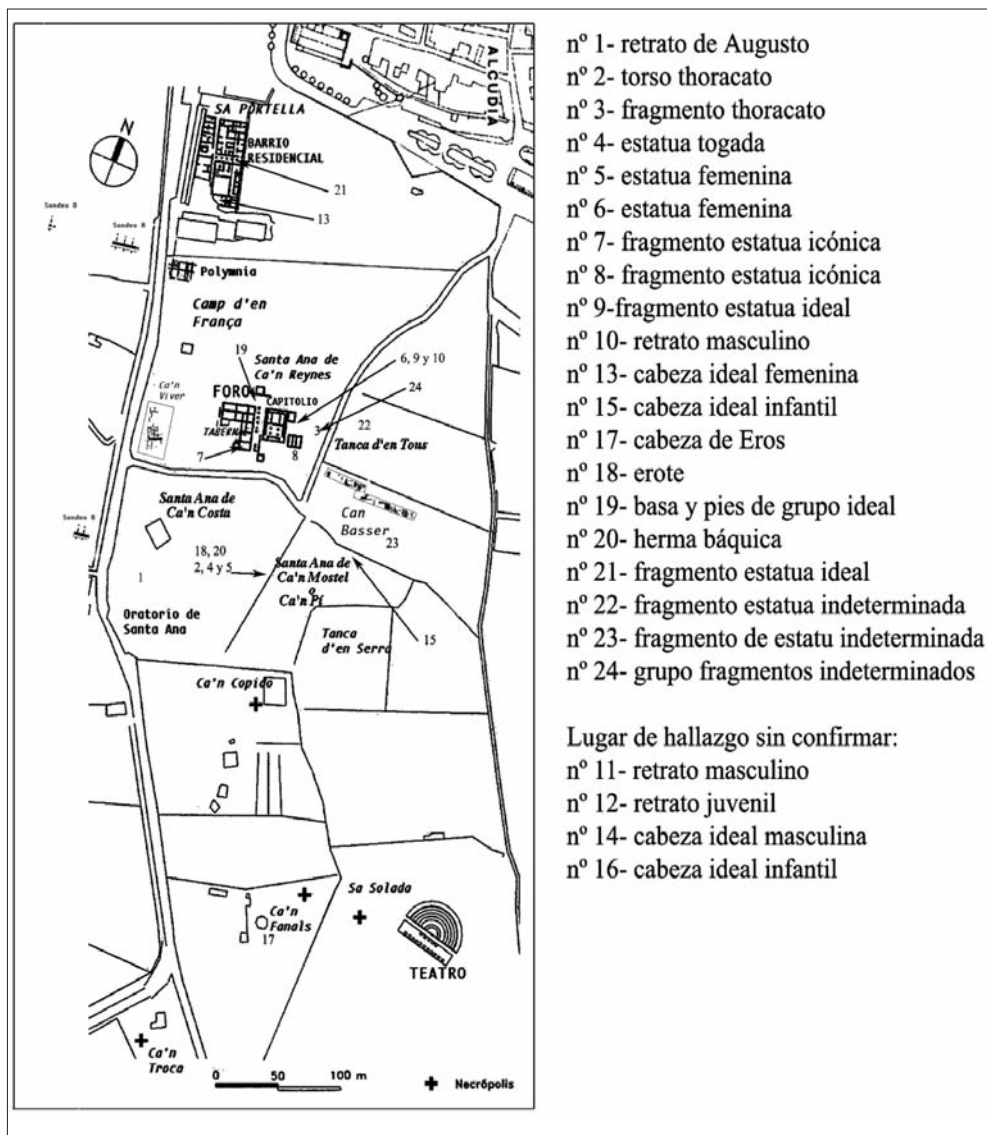 ALCUDIA
SA PORTELLA
N
BARRIO
RESIDENCIAL
21
13
Sondeo D
Sondeo R
Polymnia
Camp d'en
França
19
Santa Ana de
Ca'n Reynes
6, 9 y 10
24
Ca'n
Viver
FORO
CAPITOLIO
22
3
TABERNAE
Tanca d'en Tous
7
8
Santa Ana de
Ca'n Costa
Can
Basser
23
Sondeo B
18, 20
2, 4 y 5
Santa Ana de
Ca'n Mostel
o
Ca'n Pí
1
Oratorio de
Santa Ana
Tanca
d'en Serra
15
Ca'n Copido
Sa Solada
Ca'n
Fanals
17
TEATRO
Ca'n
Troca
0 50 100 m
Necrópolis
nº 1- retrato de Augusto
nº 2- torso thoracato
nº 3- fragmento thoracato
nº 4- estatua togada
nº 5- estatua femenina
nº 6- estatua femenina
nº 7- fragmento estatua icónica
nº 8- fragmento estatua icónica
nº 9-fragmento estatua ideal
nº 10- retrato masculino
nº 13- cabeza ideal femenina
nº 15- cabeza ideal infantil
nº 17- cabeza de Eros
nº 18- erote
nº 19- basa y pies de grupo ideal
nº 20- herma báquica
nº 21- fragmento estatua ideal
nº 22- fragmento estatua indeterminada
nº 23- fragmento de estatu indeterminada
nº 24- grupo fragmentos indeterminados
Lugar de hallazgo sin confirmar:
nº 11- retrato masculino
nº 12- retrato juvenil
nº 14- cabeza ideal masculina
nº 16- cabeza ideal infantil